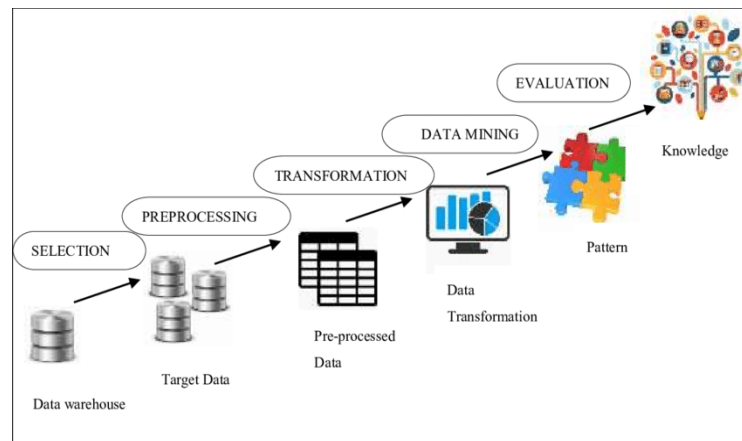 EVALUATION
Knowledge
DATA MINING
Pattern
TRANSFORMATION
Data
Transformation
PREPROCESSING
Pre-processed
Data
SELECTION
Target Data
Data warehouse